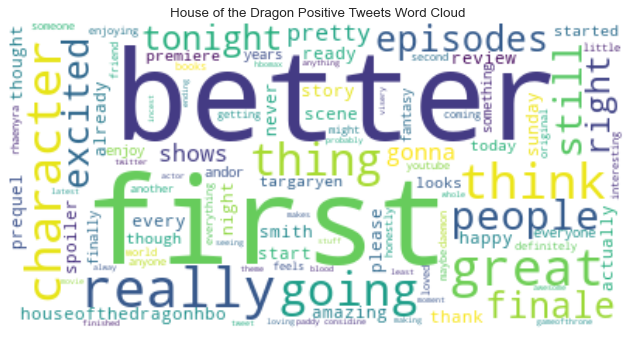 House of the Dragon Positive Tweets Word Cloud
someone
enjoying
tonight
pretty
episodes
started
thought
friend
premiere
years
ready
second
review
little
books
hbomax
anything
rhaenyra
character
excited
already
better
never
story
scene
fantasy
coming
something
sunday
original
still
right
incest
ending
getting
might
probably
visery
enjoy
shows
thing
gonna
today
interesting
twitter
andor
youtube
prequel
spoiler
latest
actor
targaryen
looks
think
another
first
everything
night
whole
finally
every
though
smith
please
honestly
people
everyone
actually
world
anyone
seeing
start
stuff
loved
maybe
daemon
happy
definitely
movie
alway
makes
theme
feels
blood
least
moment
great
awesome
really
going
amazing
finale
houseofthedragonhbo
thank
gameofthrone
finished
tweet
loving
paddy considine
making